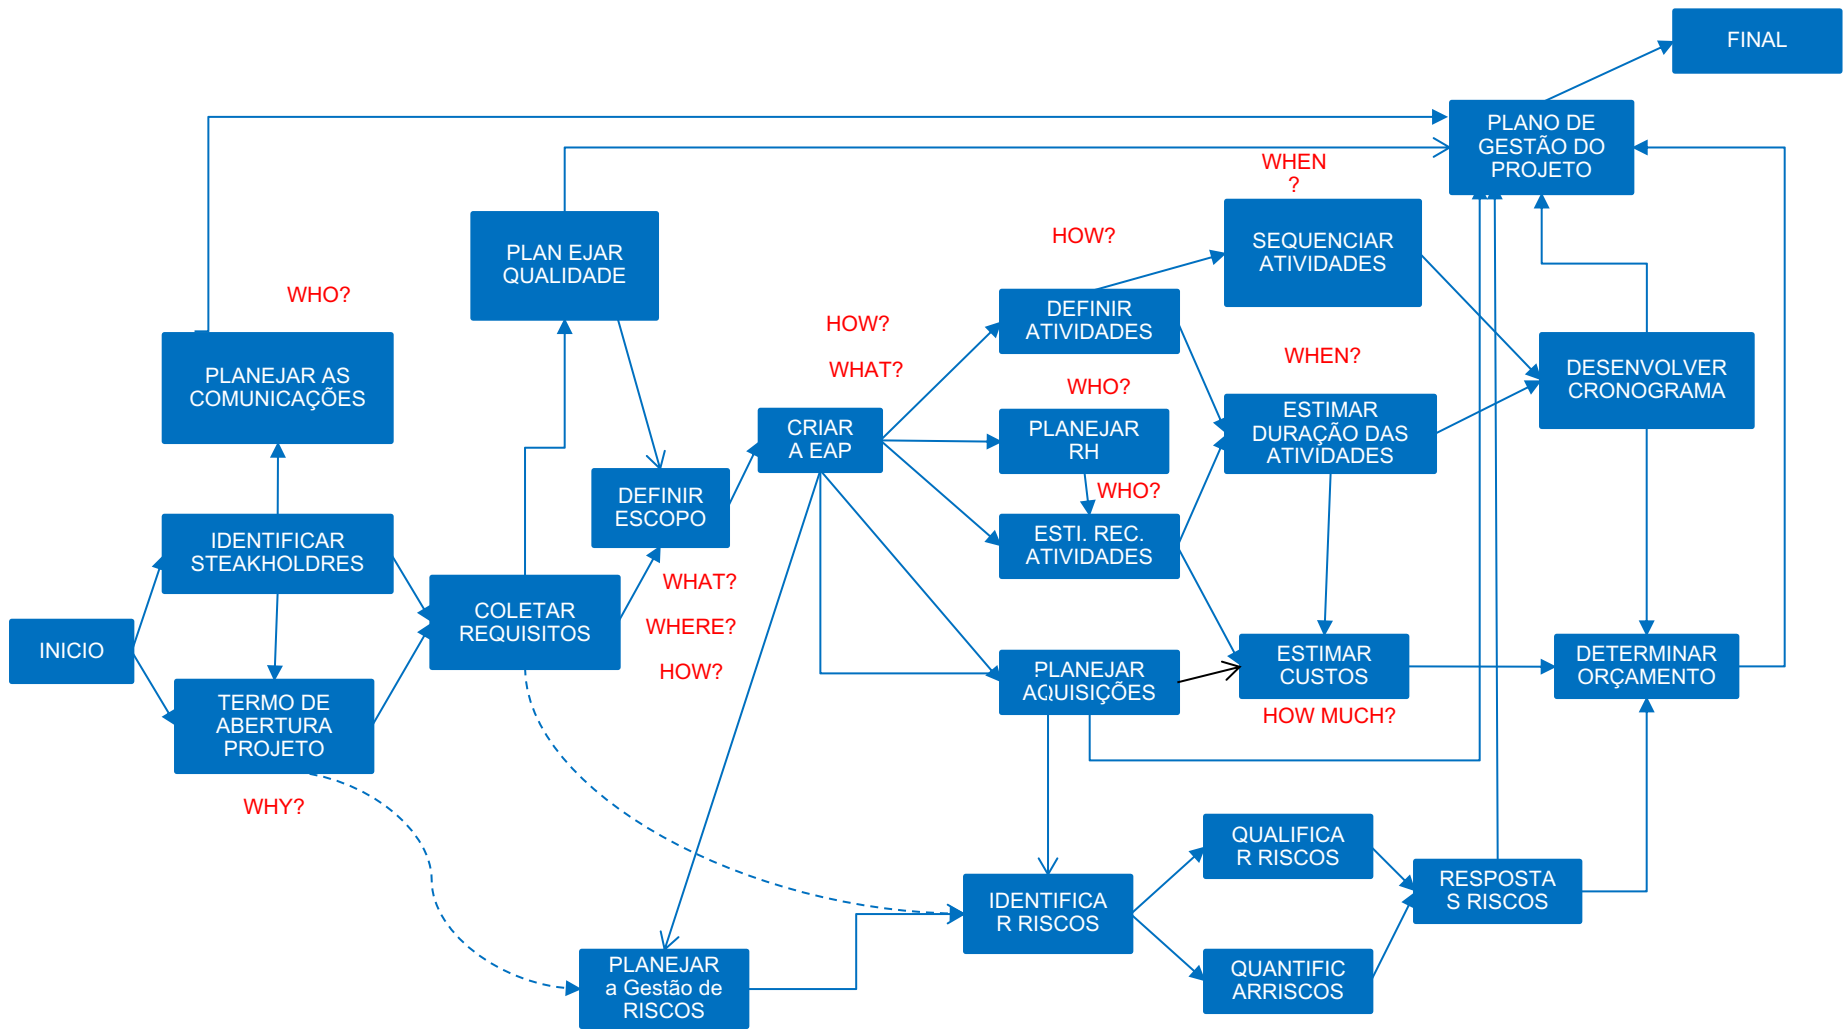 FINAL
PLANO DE
GESTÃO DO
PROJETO
WHEN
?
PLAN EJAR
QUALIDADE
HOW?
SEQUENCIAR
ATIVIDADES
WHO?
DEFINIR
ATIVIDADES
HOW?
WHAT?
WHEN?
PLANEJAR AS
COMUNICAÇÕES
WHO?
DESENVOLVER
CRONOGRAMA
CRIAR
A EAP
PLANEJAR
RH
ESTIMAR
DURAÇÃO DAS
ATIVIDADES
DEFINIR
ESCOPO
WHO?
IDENTIFICAR
STEAKHOLDRES
ESTI. REC.
ATIVIDADES
WHAT?
WHERE?
HOW?
COLETAR
REQUISITOS
INICIO
TERMO DE
ABERTURA
PROJETO
PLANEJAR
AQUISIÇÕES
ESTIMAR
CUSTOS
DETERMINAR
ORÇAMENTO
HOW MUCH?
WHY?
QUALIFICA
R RISCOS
IDENTIFICA
R RISCOS
RESPOSTA
S RISCOS
PLANEJAR
a Gestão de
RISCOS
QUANTIFIC
ARRISCOS